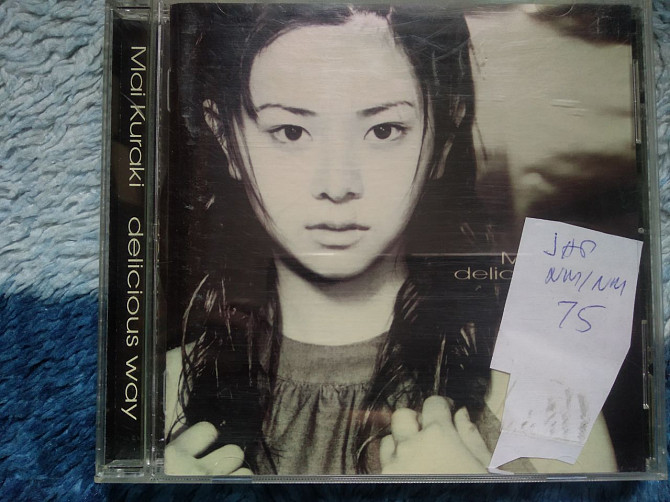 Mai Kuraki delicious way
M
delic
JAP
NM/NM
75